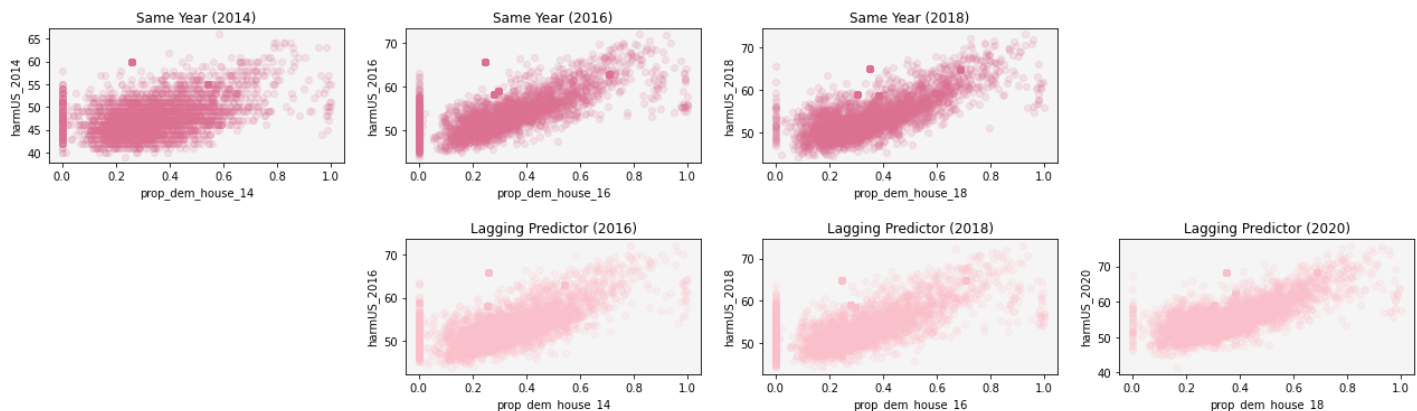 Same Year (2014)
harmUS_2014
65
60
55
50
45
40
0.0 0.2 0.4 0.6 0.8 1.0
prop_dem_house_14
Same Year (2016)
harmUS_2016
70
60
50
0.0 0.2 0.4 0.6 0.8 1.0
prop_dem_house_16
Same Year (2018)
harmUS_2018
70
60
50
0.0 0.2 0.4 0.6 0.8 1.0
prop_dem_house_18
Lagging Predictor (2016)
harmUS_2016
70
60
50
0.0 0.2 0.4 0.6 0.8 1.0
prop_dem_house_14
Lagging Predictor (2018)
harmUS_2018
70
60
50
0.0 0.2 0.4 0.6 0.8 1.0
prop_dem_house_16
Lagging Predictor (2020)
harmUS_2020
80
70
60
50
40
0.0 0.2 0.4 0.6 0.8 1.0
prop_dem_house_18